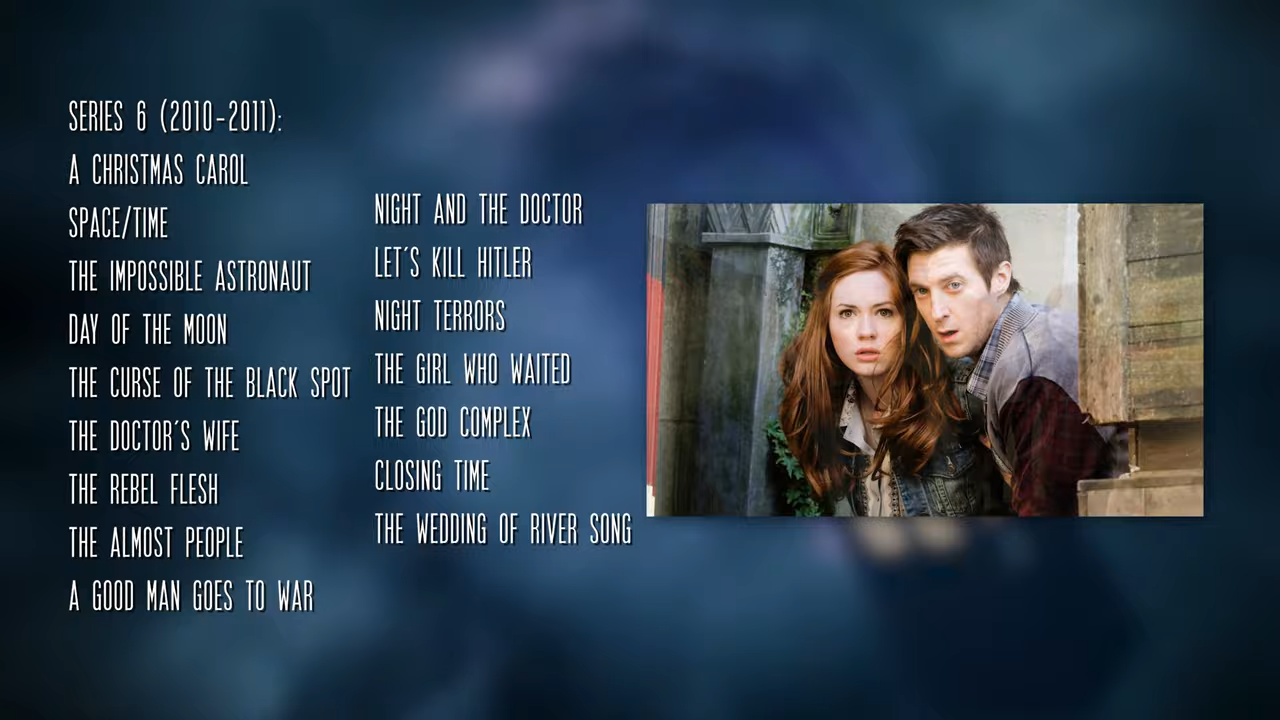 SERIES 6 (2010-2011):
A CHRISTMAS CAROL
SPACE/TIME
THE IMPOSSIBLE ASTRONAUT
DAY OF THE MOON
THE CURSE OF THE BLACK SPOT
THE DOCTOR'S WIFE
THE REBEL FLESH
THE ALMOST PEOPLE
A GOOD MAN GOES TO WAR
NIGHT AND THE DOCTOR
LET'S KILL HITLER
NIGHT TERRORS
THE GIRL WHO WAITED
THE GOD COMPLEX
CLOSING TIME
THE WEDDING OF RIVER SONG